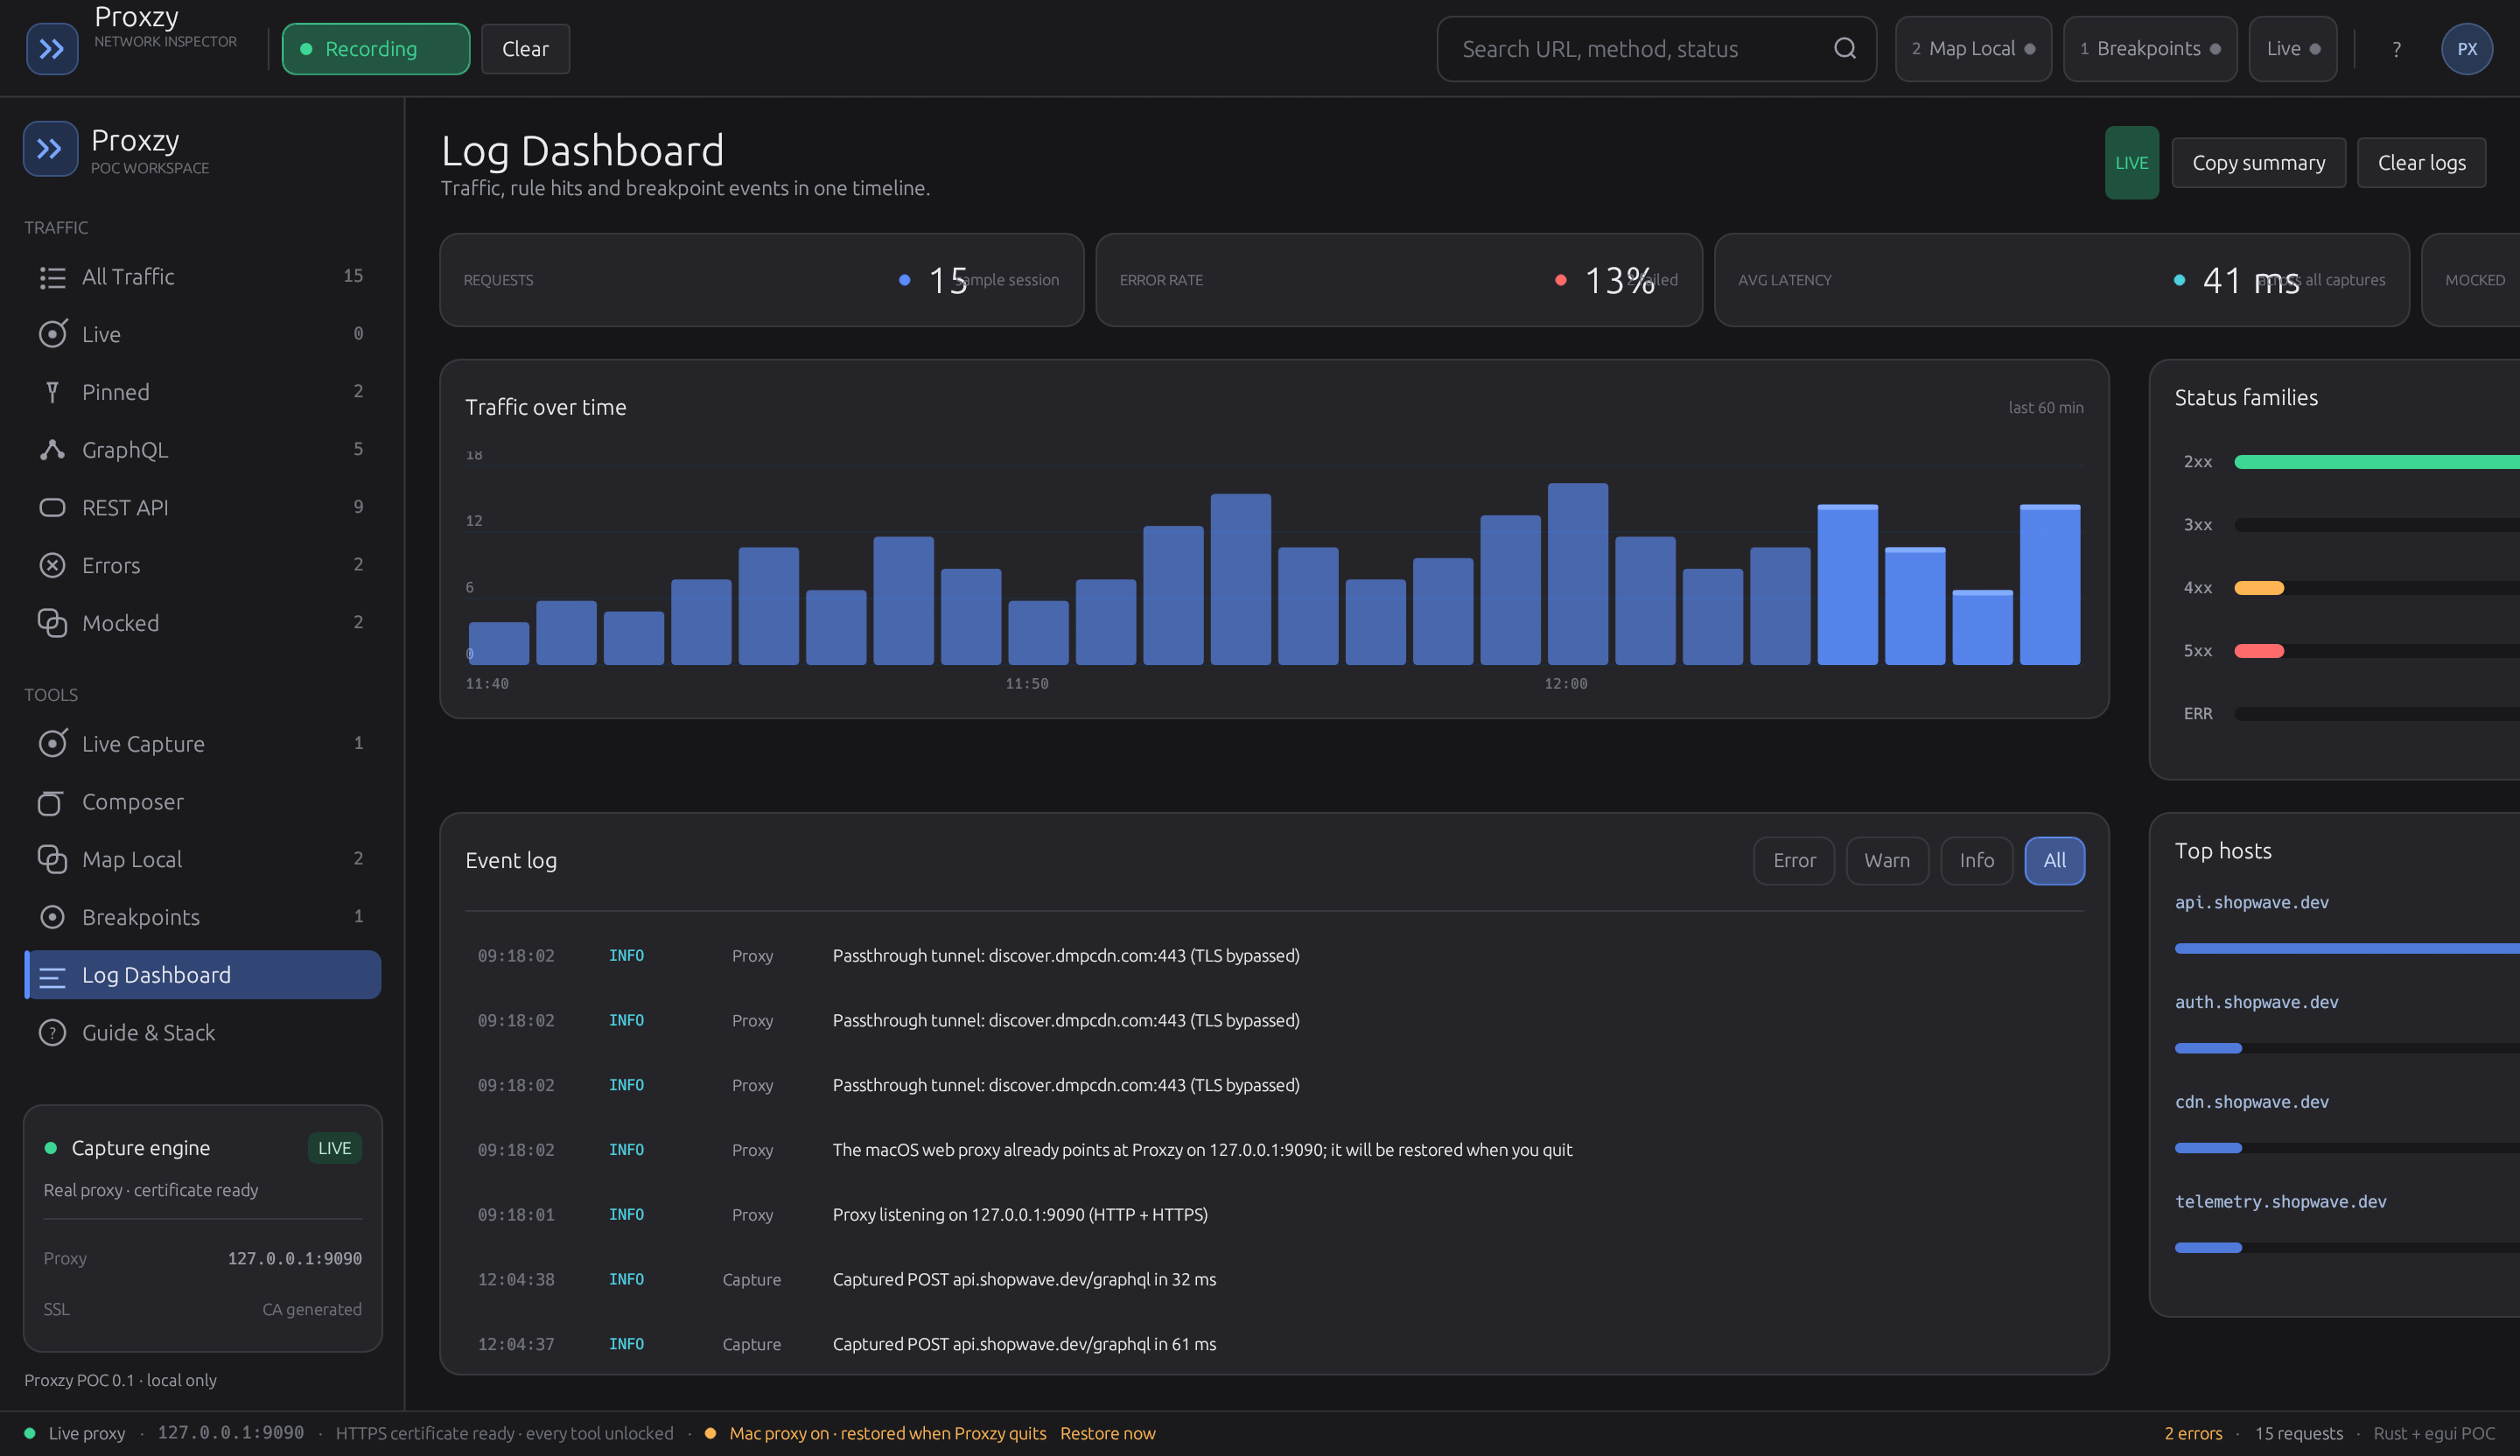 Proxzy
NETWORK INSPECTOR
Recording
Clear
Search URL, method, status
2 Map Local
1 Breakpoints
Live
?
PX
Proxzy
POC WORKSPACE
TRAFFIC
All Traffic 15
Live 0
Pinned 2
GraphQL 5
REST API 9
Errors 2
Mocked 2
TOOLS
Live Capture 1
Composer
Map Local 2
Breakpoints 1
Log Dashboard
? Guide & Stack
Capture engine LIVE
Real proxy · certificate ready
Proxy 127.0.0.1:9090
SSL CA generated
Proxzy POC 0.1 · local only
Log Dashboard
Traffic, rule hits and breakpoint events in one timeline.
LIVE
Copy summary
Clear logs
REQUESTS 15 sample session
ERROR RATE 13% 2 failed
AVG LATENCY 41 ms across all captures
MOCKED
Traffic over time last 60 min
18
12
6
0
11:40 11:50 12:00
Status families
2xx
3xx
4xx
5xx
ERR
Event log Error Warn Info All
09:18:02 INFO Proxy Passthrough tunnel: discover.dmpcdn.com:443 (TLS bypassed)
09:18:02 INFO Proxy Passthrough tunnel: discover.dmpcdn.com:443 (TLS bypassed)
09:18:02 INFO Proxy Passthrough tunnel: discover.dmpcdn.com:443 (TLS bypassed)
09:18:02 INFO Proxy The macOS web proxy already points at Proxzy on 127.0.0.1:9090; it will be restored when you quit
09:18:01 INFO Proxy Proxy listening on 127.0.0.1:9090 (HTTP + HTTPS)
12:04:38 INFO Capture Captured POST api.shopwave.dev/graphql in 32 ms
12:04:37 INFO Capture Captured POST api.shopwave.dev/graphql in 61 ms
Top hosts
api.shopwave.dev
auth.shopwave.dev
cdn.shopwave.dev
telemetry.shopwave.dev
Live proxy · 127.0.0.1:9090 · HTTPS certificate ready · every tool unlocked · Mac proxy on · restored when Proxzy quits Restore now
2 errors · 15 requests · Rust + egui POC